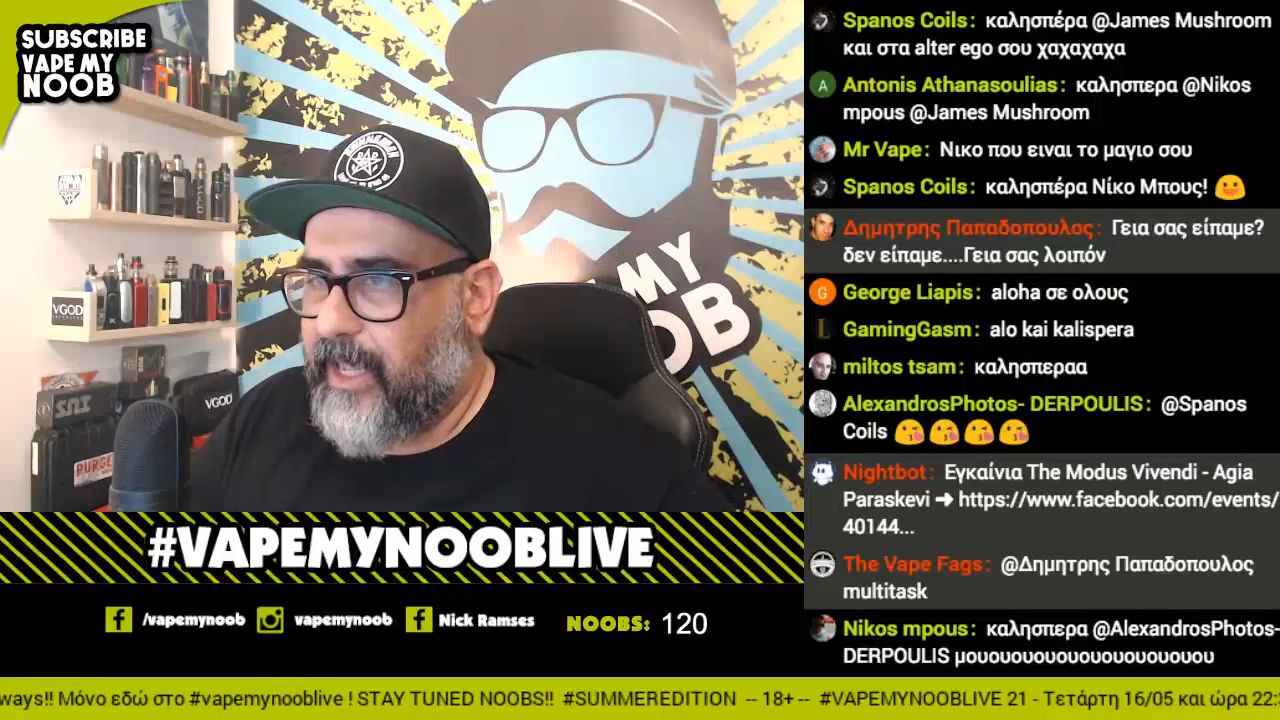 SUBSCRIBE
VAPE MY
NOOB
MY
OB
VGOD
VGOD
PURGE
#VAPEMYNOOBLIVE
/vapemynoob
vapemynoob
Nick Ramses
NOOBS: 120
Spanos Coils: καλησπέρα @James Mushroom
και στα alter ego σου χαχαχαχα
Antonis Athanasoulias: καλησπερα @Nikos
mpous @James Mushroom
Mr Vape: Νικο που ειναι το μαγιο σου
Spanos Coils: καλησπέρα Νίκο Μπους! 😛
Δημητρης Παπαδοπουλος: Γεια σας είπαμε?
δεν είπαμε....Γεια σας λοιπόν
George Liapis: aloha σε ολους
GamingGasm: alo kai kalispera
miltos tsam: καλησπεραα
AlexandrosPhotos- DERPOULIS: @Spanos
Coils 😘 😘 😘 😘
Nightbot: Εγκαίνια The Modus Vivendi - Agia
Paraskevi ➜ https://www.facebook.com/events/
40144...
The Vape Fags: @Δημητρης Παπαδοπουλος
multitask
Nikos mpous: καλησπερα @AlexandrosPhotos-
DERPOULIS μουουουουουουουουουουου
ways!! Μόνο εδώ στο #vapemynooblive ! STAY TUNED NOOBS!! #SUMMEREDITION -- 18+ -- #VAPEMYNOOBLIVE 21 - Τετάρτη 16/05 και ώρα 22: